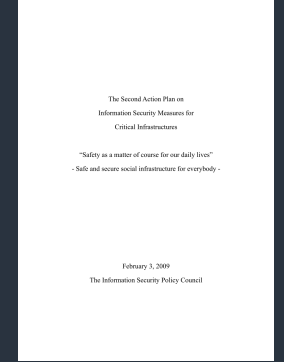 The Second Action Plan on
Information Security Measures for
Critical Infrastructures
“Safety as a matter of course for our daily lives”
- Safe and secure social infrastructure for everybody -
February 3, 2009
The Information Security Policy Council